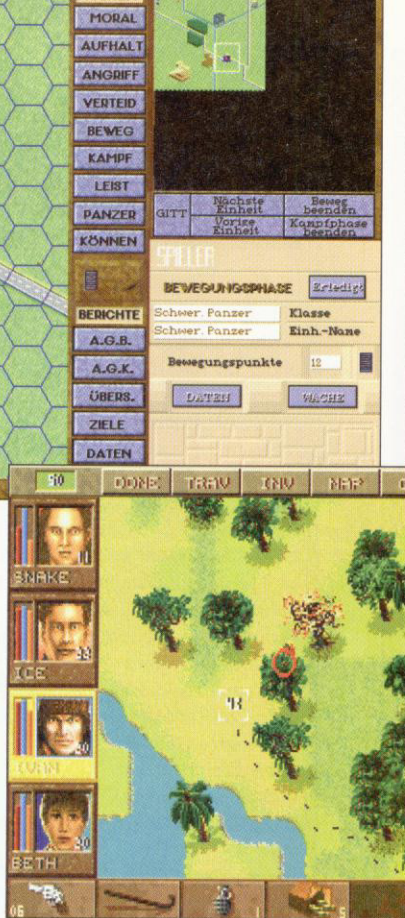 MORAL
AUFHALT
ANGRIFF
VERTEID
BEWEG
KAMPF
LEIST
PANZER
KÖNNEN
BERICHTE
A.G.B.
A.G.K.
ÜBERS.
ZIELE
DATEN
GITT
Nächste Einheit
Beweg beenden
Vorige Einheit
Kampfphase beenden
SPIELER
BEWEGUNGSPHASE
Erledigt
Schwer. Panzer Klasse
Schwer. Panzer Einh.-Name
Bewegungspunkte 12
DATEN WACHE
50 DONE TRAV INV MAP
SNAKE
ICE
IVAN
BETH
06
1